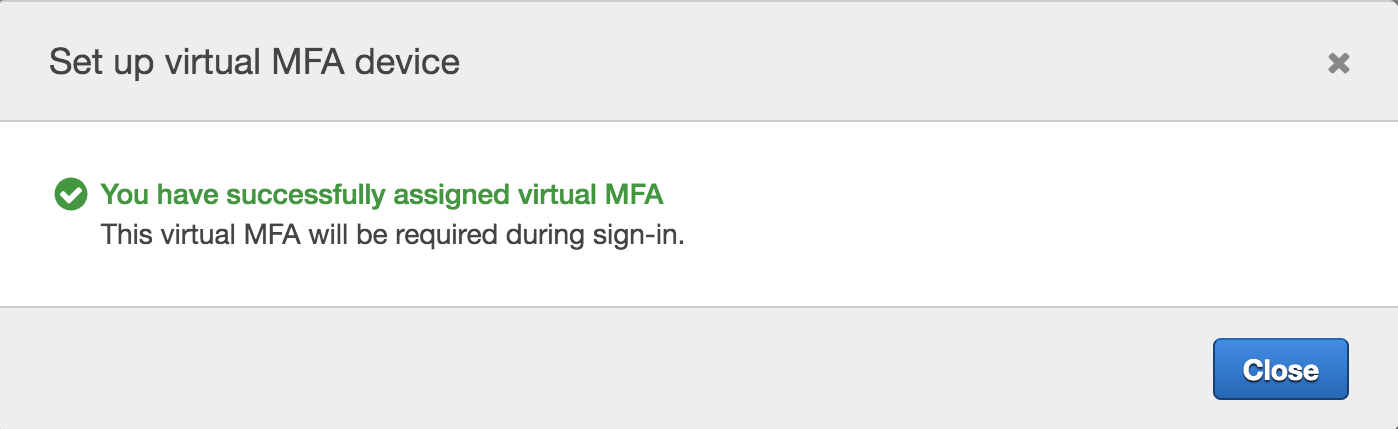 Set up virtual MFA device
You have successfully assigned virtual MFA
This virtual MFA will be required during sign-in.
Close